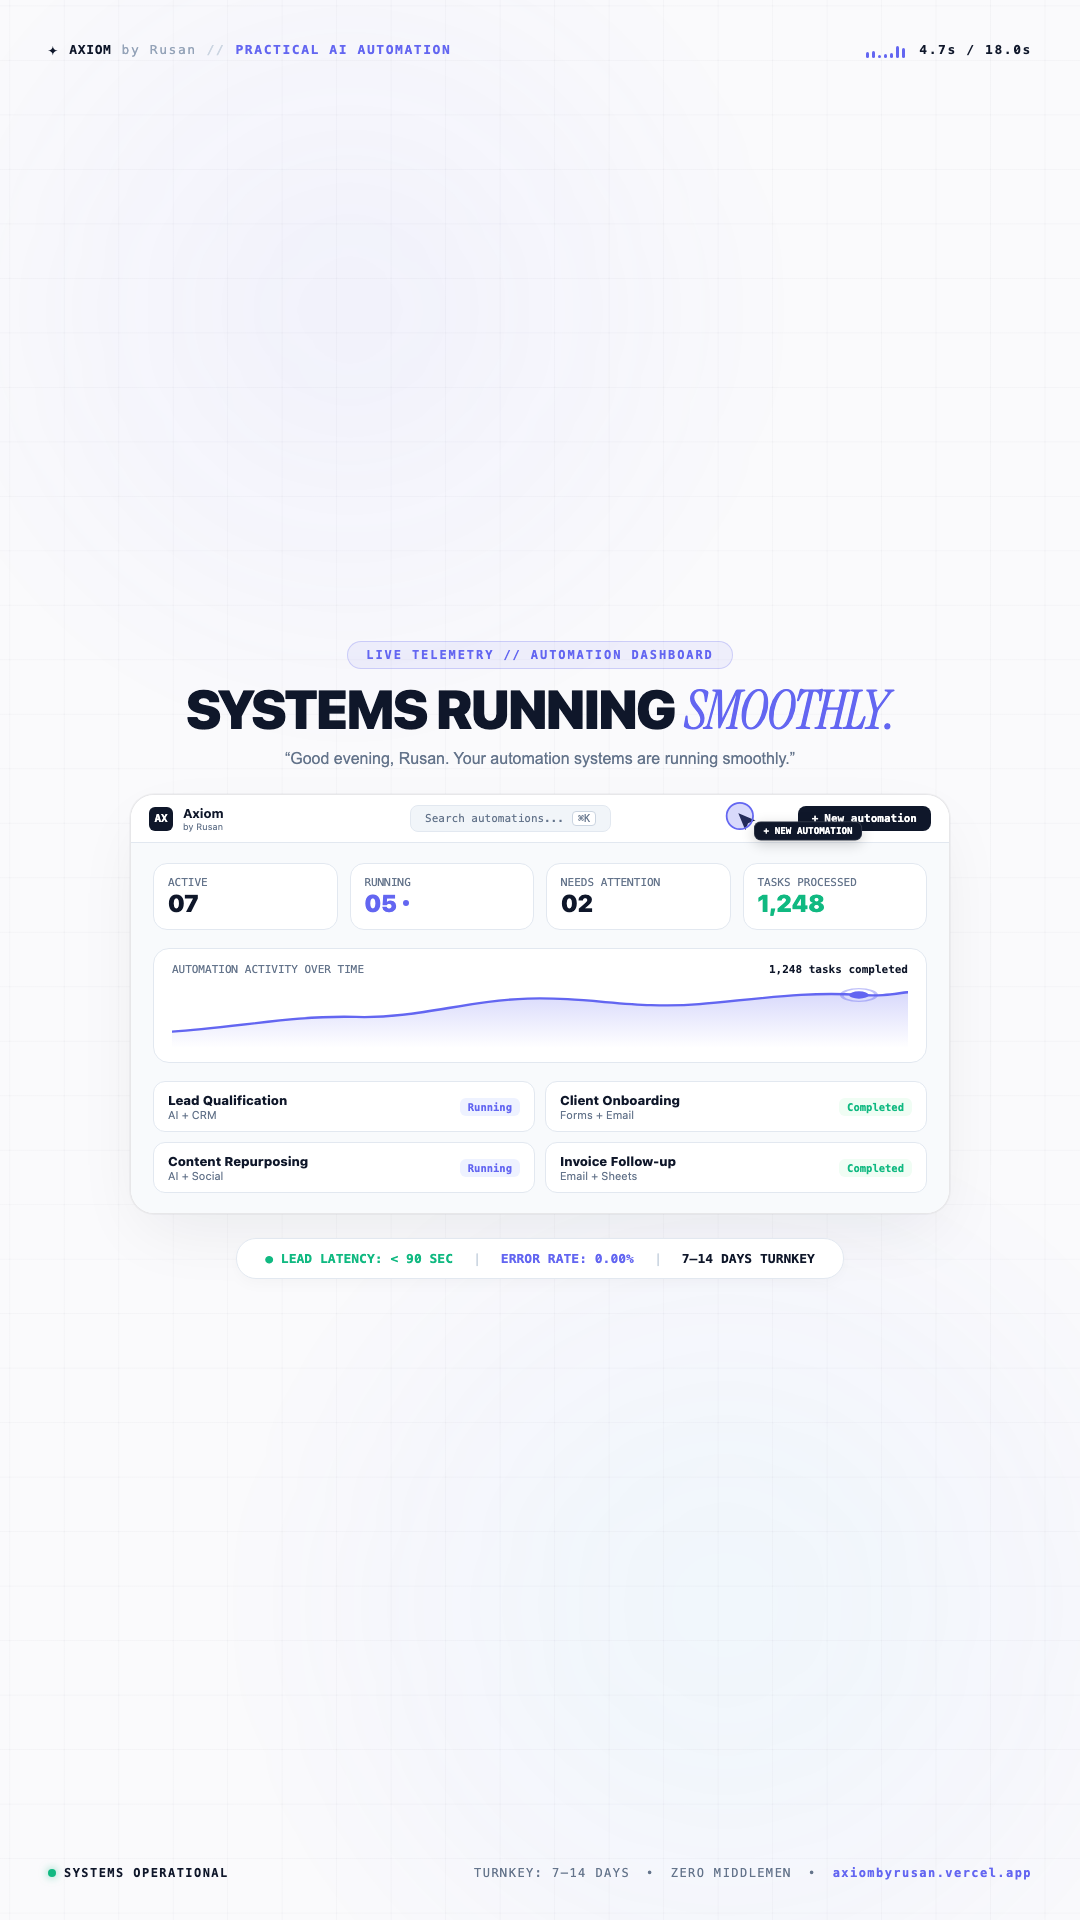 ✦ AXIOM by Rusan // PRACTICAL AI AUTOMATION
4.7s / 18.0s
LIVE TELEMETRY // AUTOMATION DASHBOARD
SYSTEMS RUNNING SMOOTHLY.
“Good evening, Rusan. Your automation systems are running smoothly.”
AX
Axiom
by Rusan
Search automations... ⌘K
+ New automation
+ NEW AUTOMATION
ACTIVE
07
RUNNING
05
NEEDS ATTENTION
02
TASKS PROCESSED
1,248
AUTOMATION ACTIVITY OVER TIME
1,248 tasks completed
Lead Qualification
AI + CRM
Running
Client Onboarding
Forms + Email
Completed
Content Repurposing
AI + Social
Running
Invoice Follow-up
Email + Sheets
Completed
● LEAD LATENCY: < 90 SEC | ERROR RATE: 0.00% | 7–14 DAYS TURNKEY
SYSTEMS OPERATIONAL
TURNKEY: 7–14 DAYS • ZERO MIDDLEMEN • axiombyrusan.vercel.app